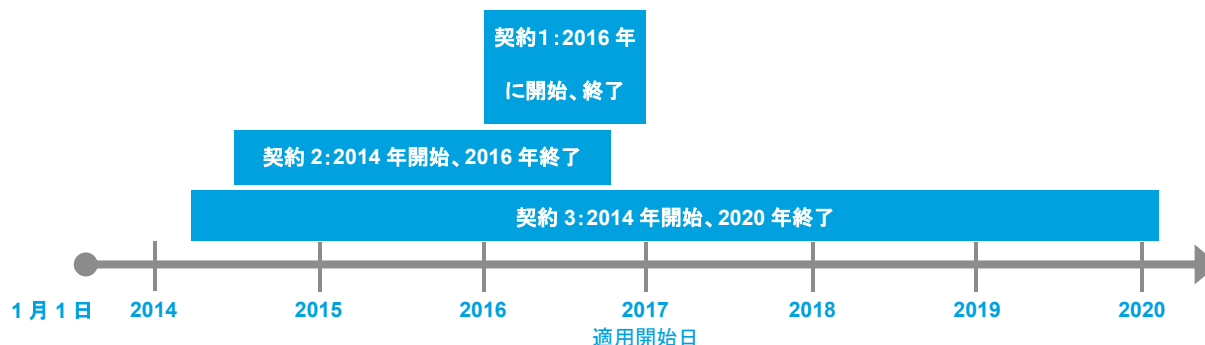 契約1:2016 年
に開始、終了
契約 2:2014 年開始、2016 年終了
契約 3:2014 年開始、2020 年終了
1 月 1 日 2014 2015 2016 2017 2018 2019 2020
適用開始日